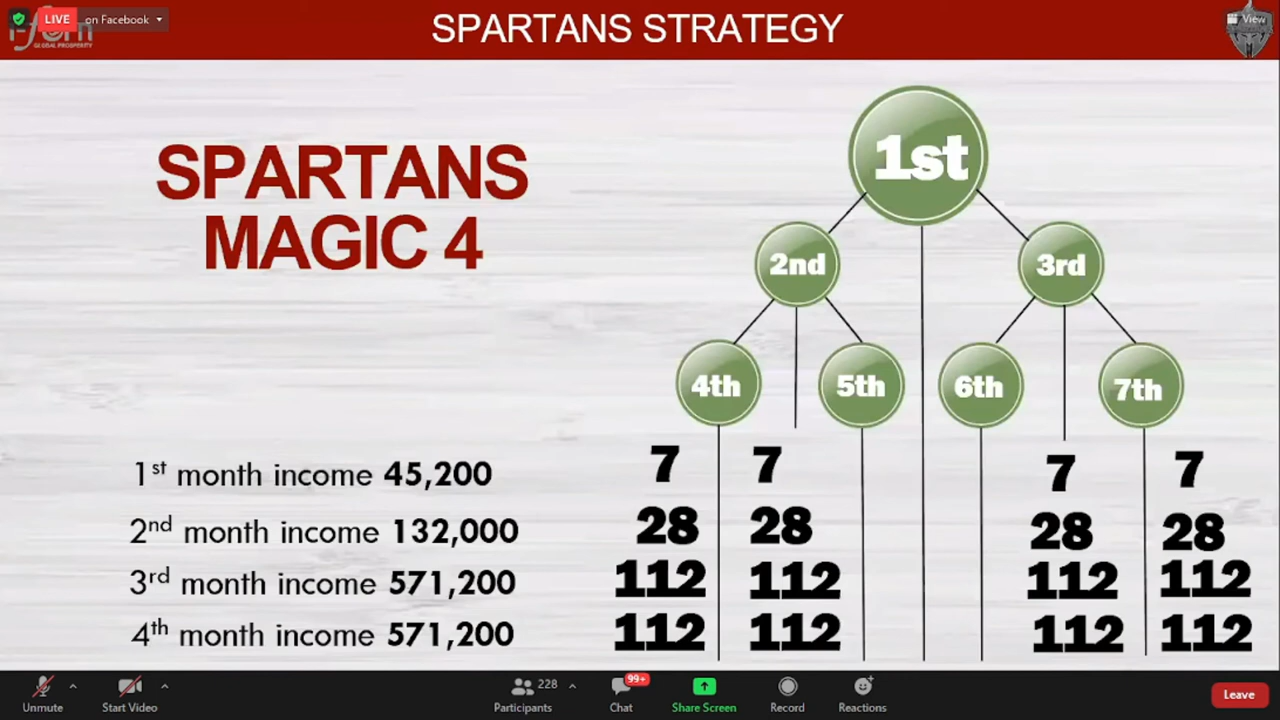 LIVE on Facebook
GLOBAL PROSPERITY
SPARTANS STRATEGY
View
SPARTANS
MAGIC 4
1st
2nd
3rd
4th
5th
6th
7th
1st month income 45,200
7 7 7 7
2nd month income 132,000
28 28 28 28
3rd month income 571,200
112 112 112 112
4th month income 571,200
112 112 112 112
Unmute
Start Video
228
Participants
99+
Chat
Share Screen
Record
Reactions
Leave